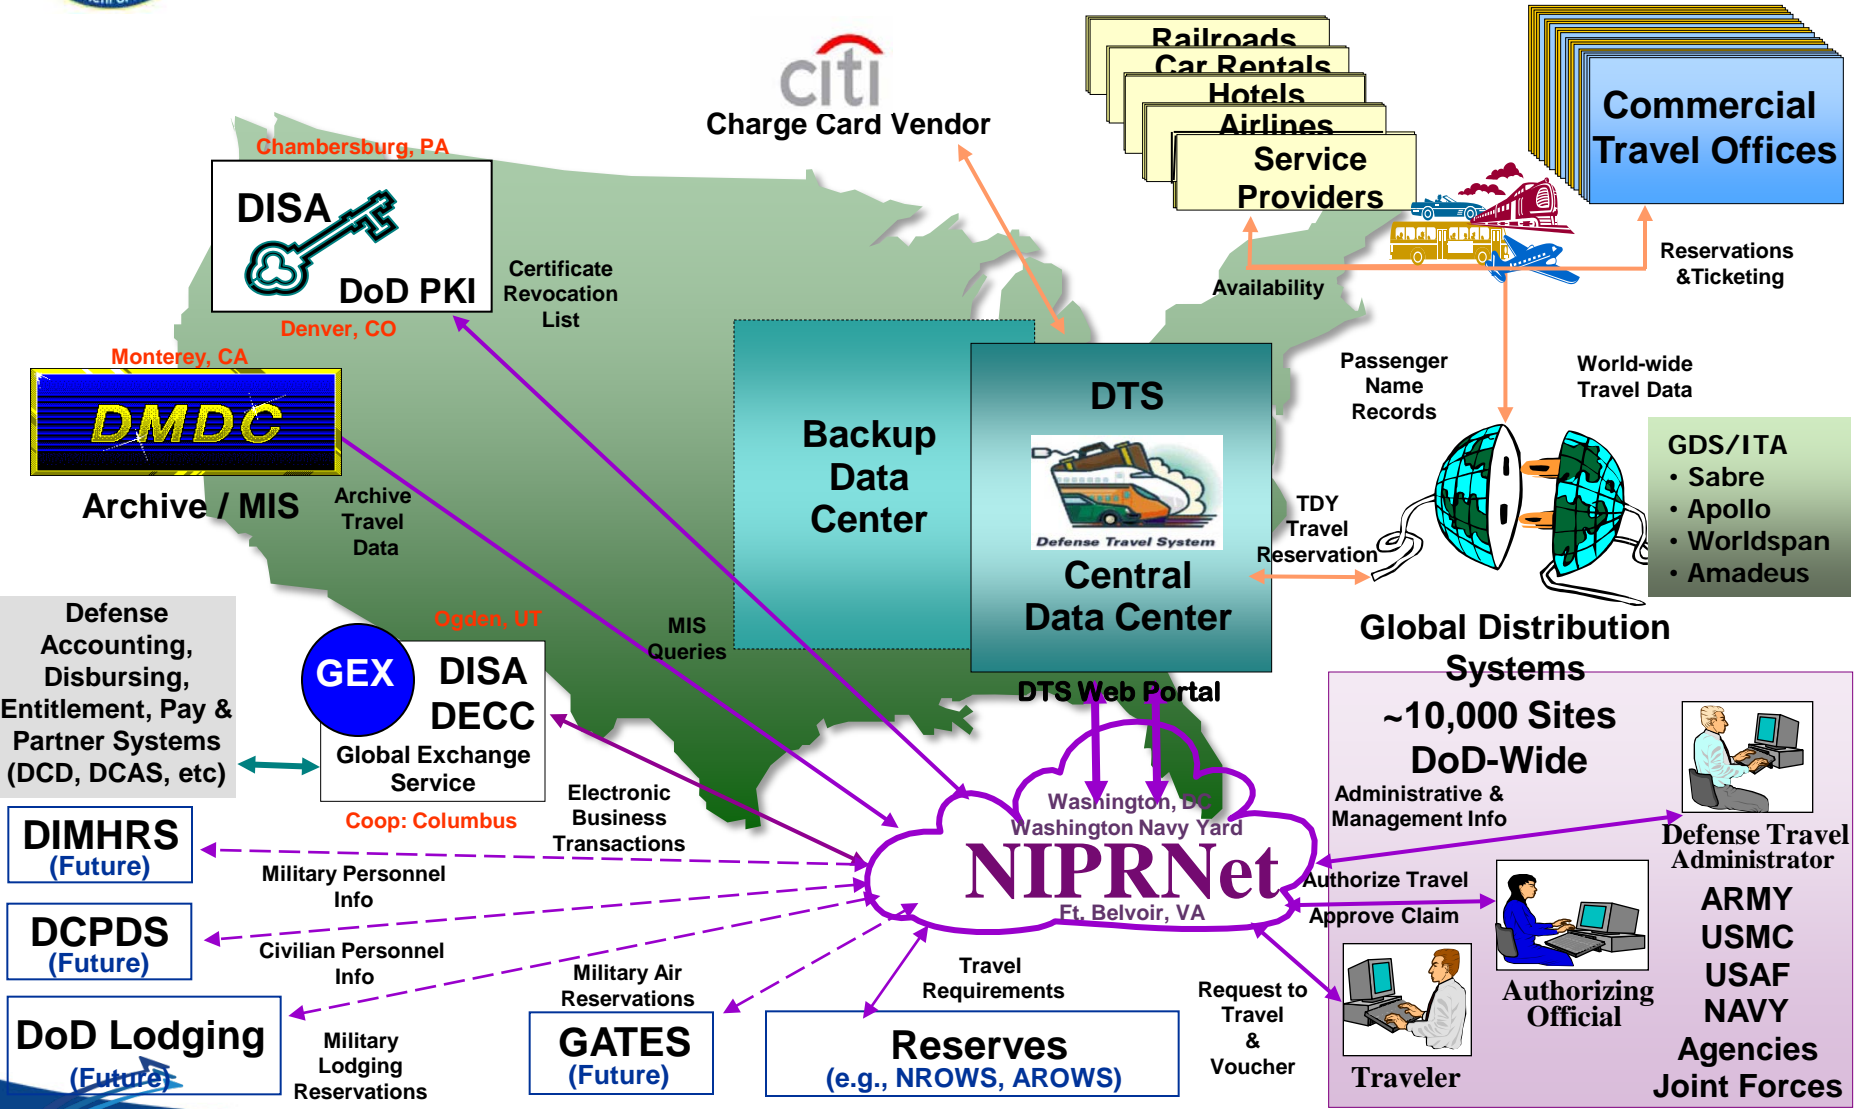 citi
Charge Card Vendor
Railroads
Car Rentals
Hotels
Airlines
Service
Providers
Commercial
Travel Offices
Chambersburg, PA
DISA
DoD PKI
Denver, CO
Certificate
Revocation
List
Reservations
&Ticketing
Availability
Monterey, CA
DMDC
Archive / MIS
Archive
Travel
Data
Backup
Data
Center
DTS
Defense Travel System
Central
Data Center
DTS Web Portal
Passenger
Name
Records
World-wide
Travel Data
GDS/ITA
• Sabre
• Apollo
• Worldspan
• Amadeus
TDY
Travel
Reservation
Global Distribution
Systems
Defense
Accounting,
Disbursing,
Entitlement, Pay &
Partner Systems
(DCD, DCAS, etc)
Ogden, UT
GEX
DISA
DECC
Global Exchange
Service
Coop: Columbus
MIS
Queries
Electronic
Business
Transactions
~10,000 Sites
DoD-Wide
Administrative &
Management Info
Defense Travel
Administrator
Washington, DC
Washington Navy Yard
NIPRNet
Ft. Belvoir, VA
Authorize Travel
Approve Claim
Authorizing
Official
ARMY
USMC
USAF
NAVY
Agencies
Joint Forces
DIMHRS
(Future)
Military Personnel
Info
DCPDS
(Future)
Civilian Personnel
Info
DoD Lodging
(Future)
Military
Lodging
Reservations
Military Air
Reservations
GATES
(Future)
Travel
Requirements
Reserves
(e.g., NROWS, AROWS)
Request to
Travel
&
Voucher
Traveler